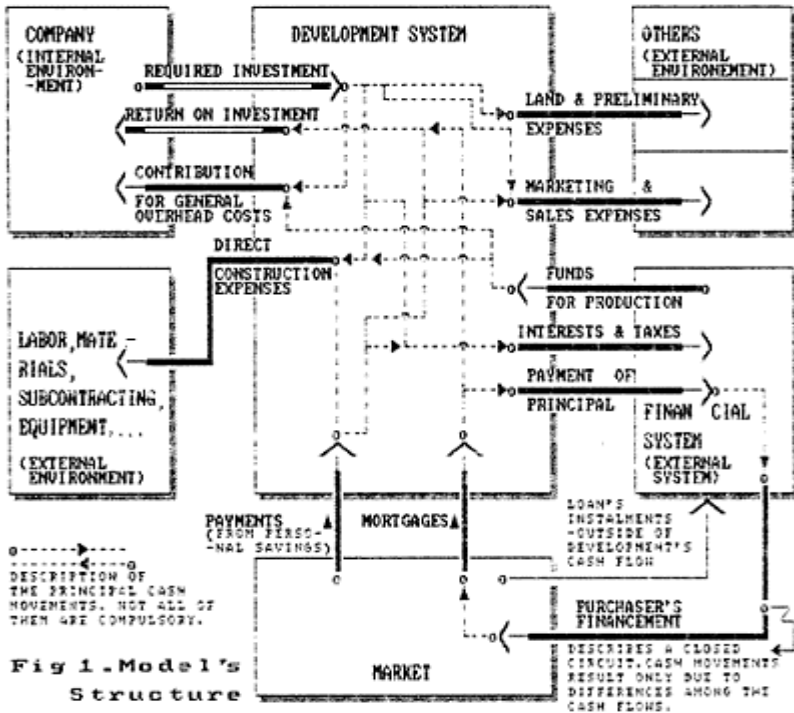 COMPANY
(INTERNAL
ENVIRON-
-MENT)
DEVELOPMENT SYSTEM
OTHERS
(EXTERNAL
ENVIRONEMENT)
REQUIRED INVESTMENT
RETURN ON INVESTMENT
CONTRIBUTION
FOR GENERAL
OVERHEAD COSTS
LAND & PRELIMINARY
EXPENSES
MARKETING &
SALES EXPENSES
DIRECT
CONSTRUCTION
EXPENSES
FUNDS
FOR PRODUCTION
INTERESTS & TAXES
PAYMENT OF
PRINCIPAL
LABOR,MATE-
RIALS,
SUBCONTRACTING,
EQUIPMENT,...
(EXTERNAL
ENVIRONMENT)
FINAN CIAL
SYSTEM
(EXTERNAL
SYSTEM)
PAYMENTS
(FROM PERSO-
-NAL SAVINGS)
MORTGAGES
LOAN'S
INSTALMENTS
-OUTSIDE OF
DEVELOPMENT'S
CASH FLOW
DESCRIPTION OF
THE PRINCIPAL CASH
MOVEMENTS. NOT ALL OF
THEM ARE COMPULSORY.
PURCHASER'S
FINANCEMENT
MARKET
DESCRIBES A CLOSED
CIRCUIT.CASH MOVEMENTS
RESULT ONLY DUE TO
DIFFERENCES AMONG THE
CASH FLOWS.
Fig 1.Model's
Structure